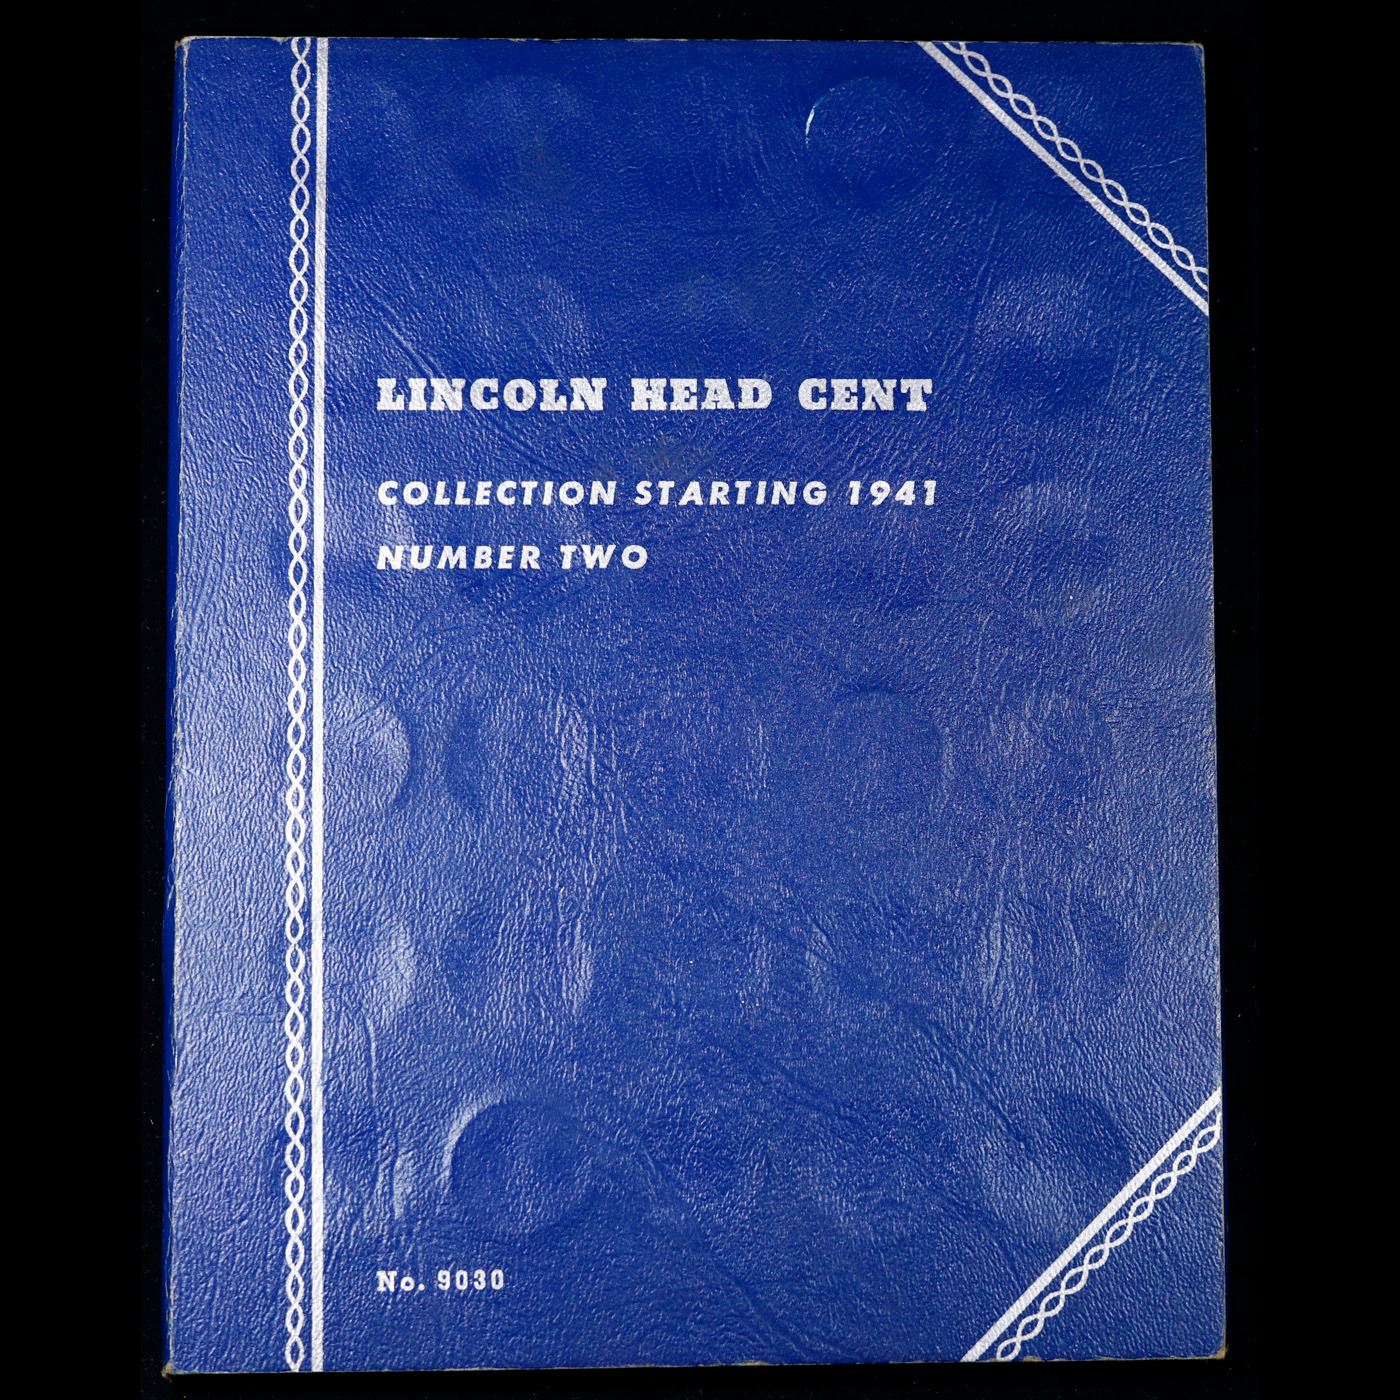 LINCOLN HEAD CENT
COLLECTION STARTING 1941
NUMBER TWO
No. 9030